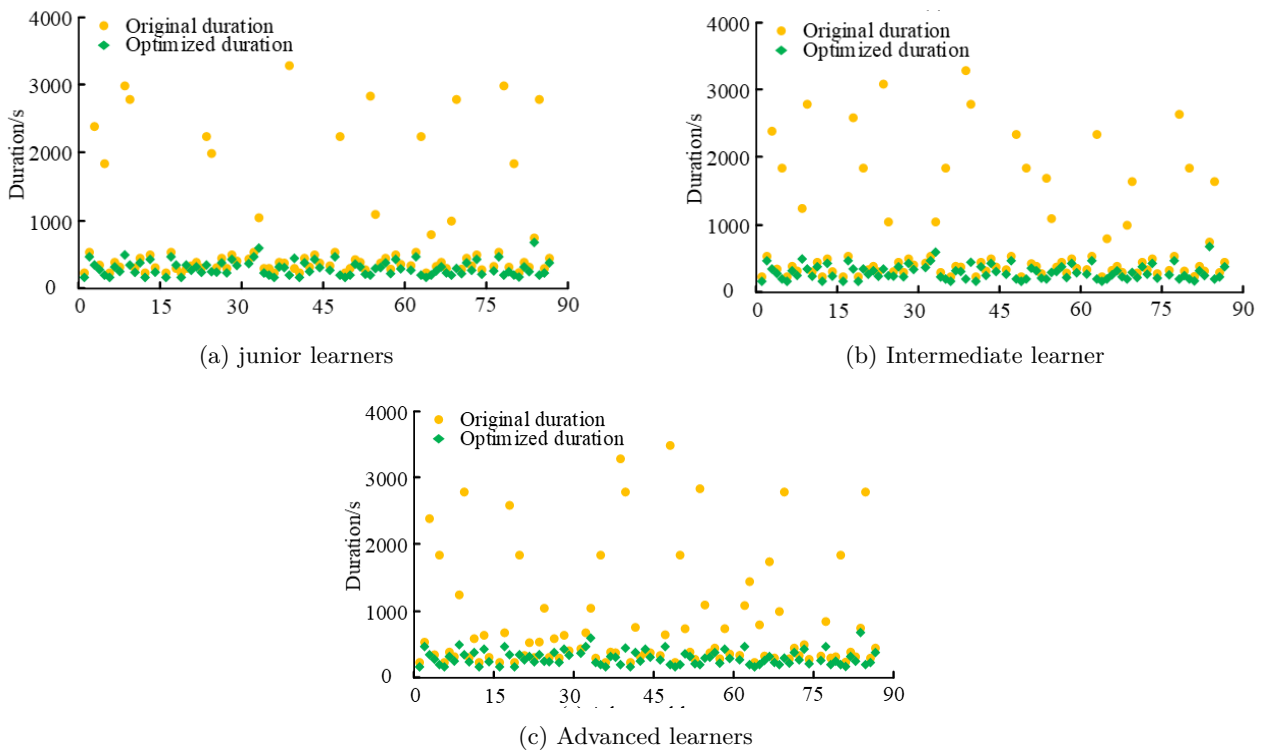 4000
Original duration
Optimized duration
3000
2000
1000
0
Duration/s
0 15 30 45 60 75 90
(a) junior learners
4000
Original duration
Optimized duration
3000
2000
1000
0
Duration/s
0 15 30 45 60 75 90
(b) Intermediate learner
4000
Original duration
Optimized duration
3000
2000
1000
0
Duration/s
0 15 30 45 60 75 90
(c) Advanced learners